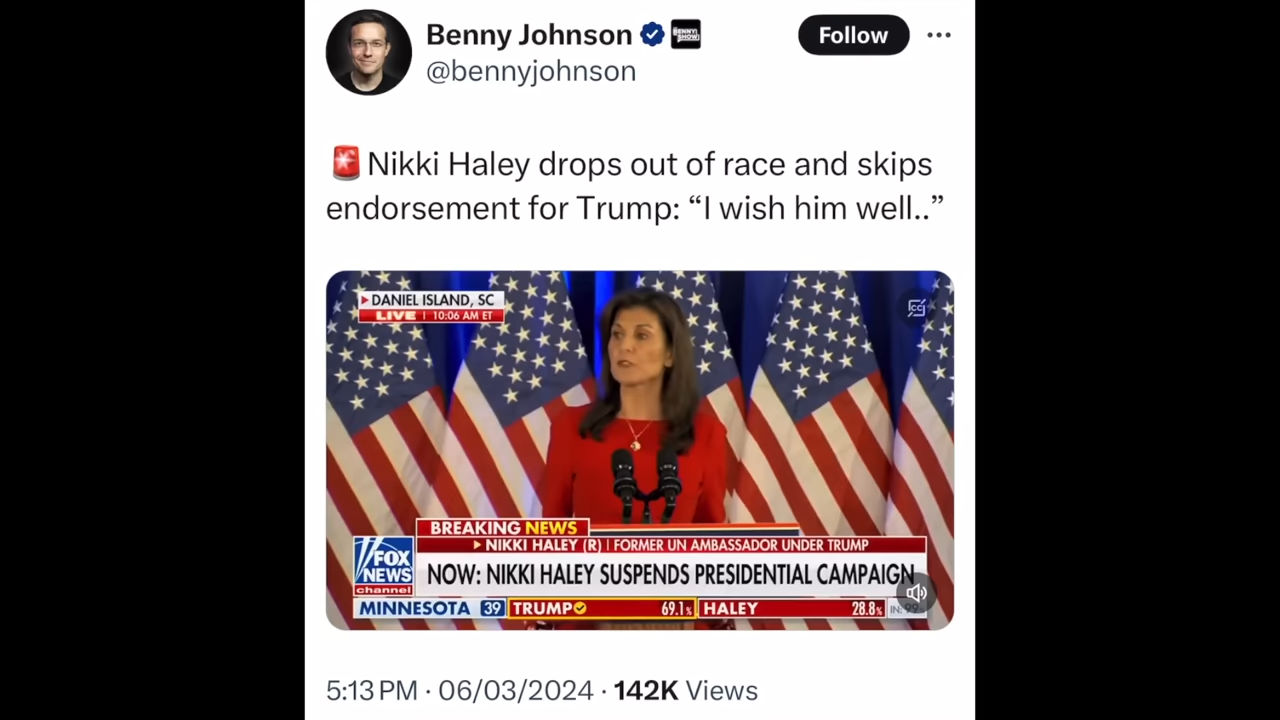 Benny Johnson
BENNY SHOW
Follow
@bennyjohnson
Nikki Haley drops out of race and skips
endorsement for Trump: “I wish him well..”
DANIEL ISLAND, SC
LIVE | 10:06 AM ET
CC
BREAKING NEWS
NIKKI HALEY (R) | FORMER UN AMBASSADOR UNDER TRUMP
FOX
NEWS
channel
NOW: NIKKI HALEY SUSPENDS PRESIDENTIAL CAMPAIGN
MINNESOTA 39 TRUMP 69.1% HALEY 28.8%
5:13 PM · 06/03/2024 · 142K Views